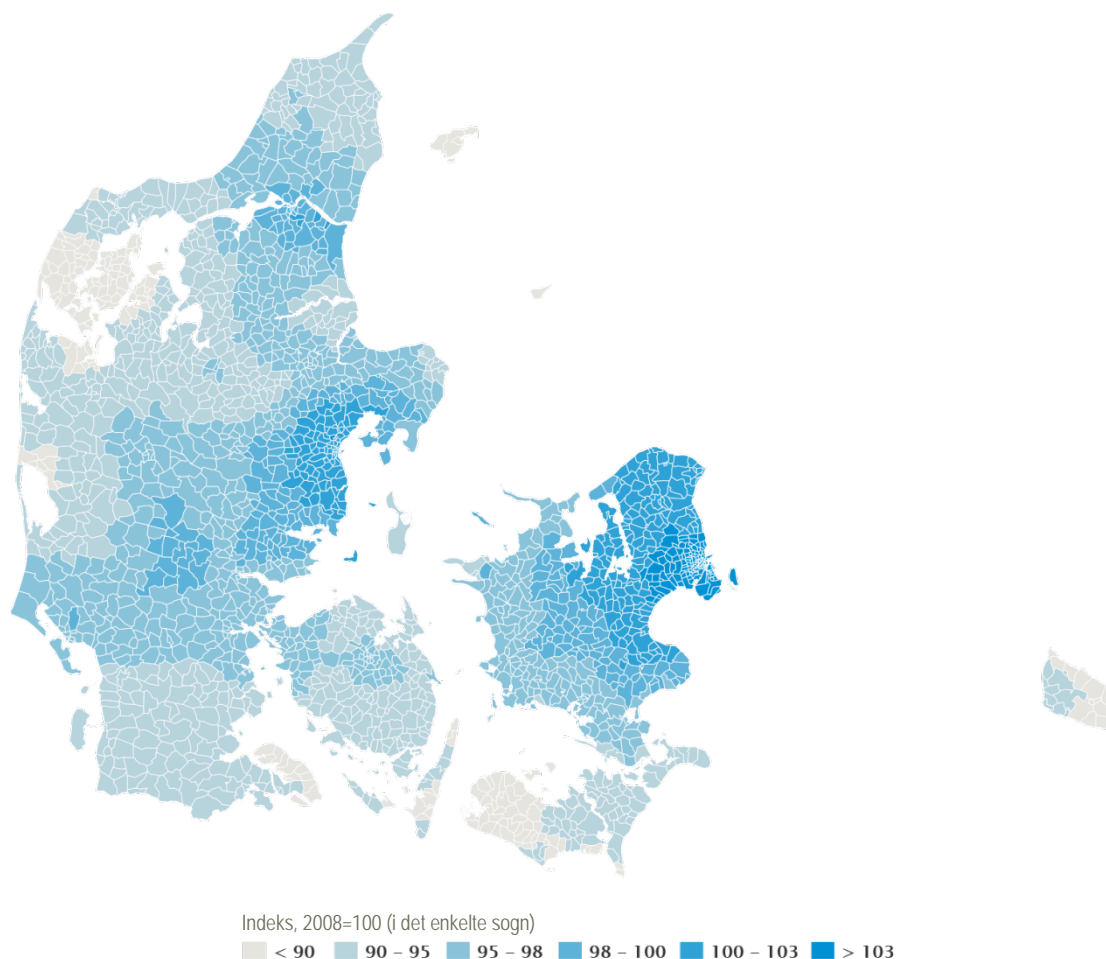 Indeks, 2008=100 (i det enkelte sogn)
< 90 90 – 95 95 – 98 98 – 100 100 – 103 > 103